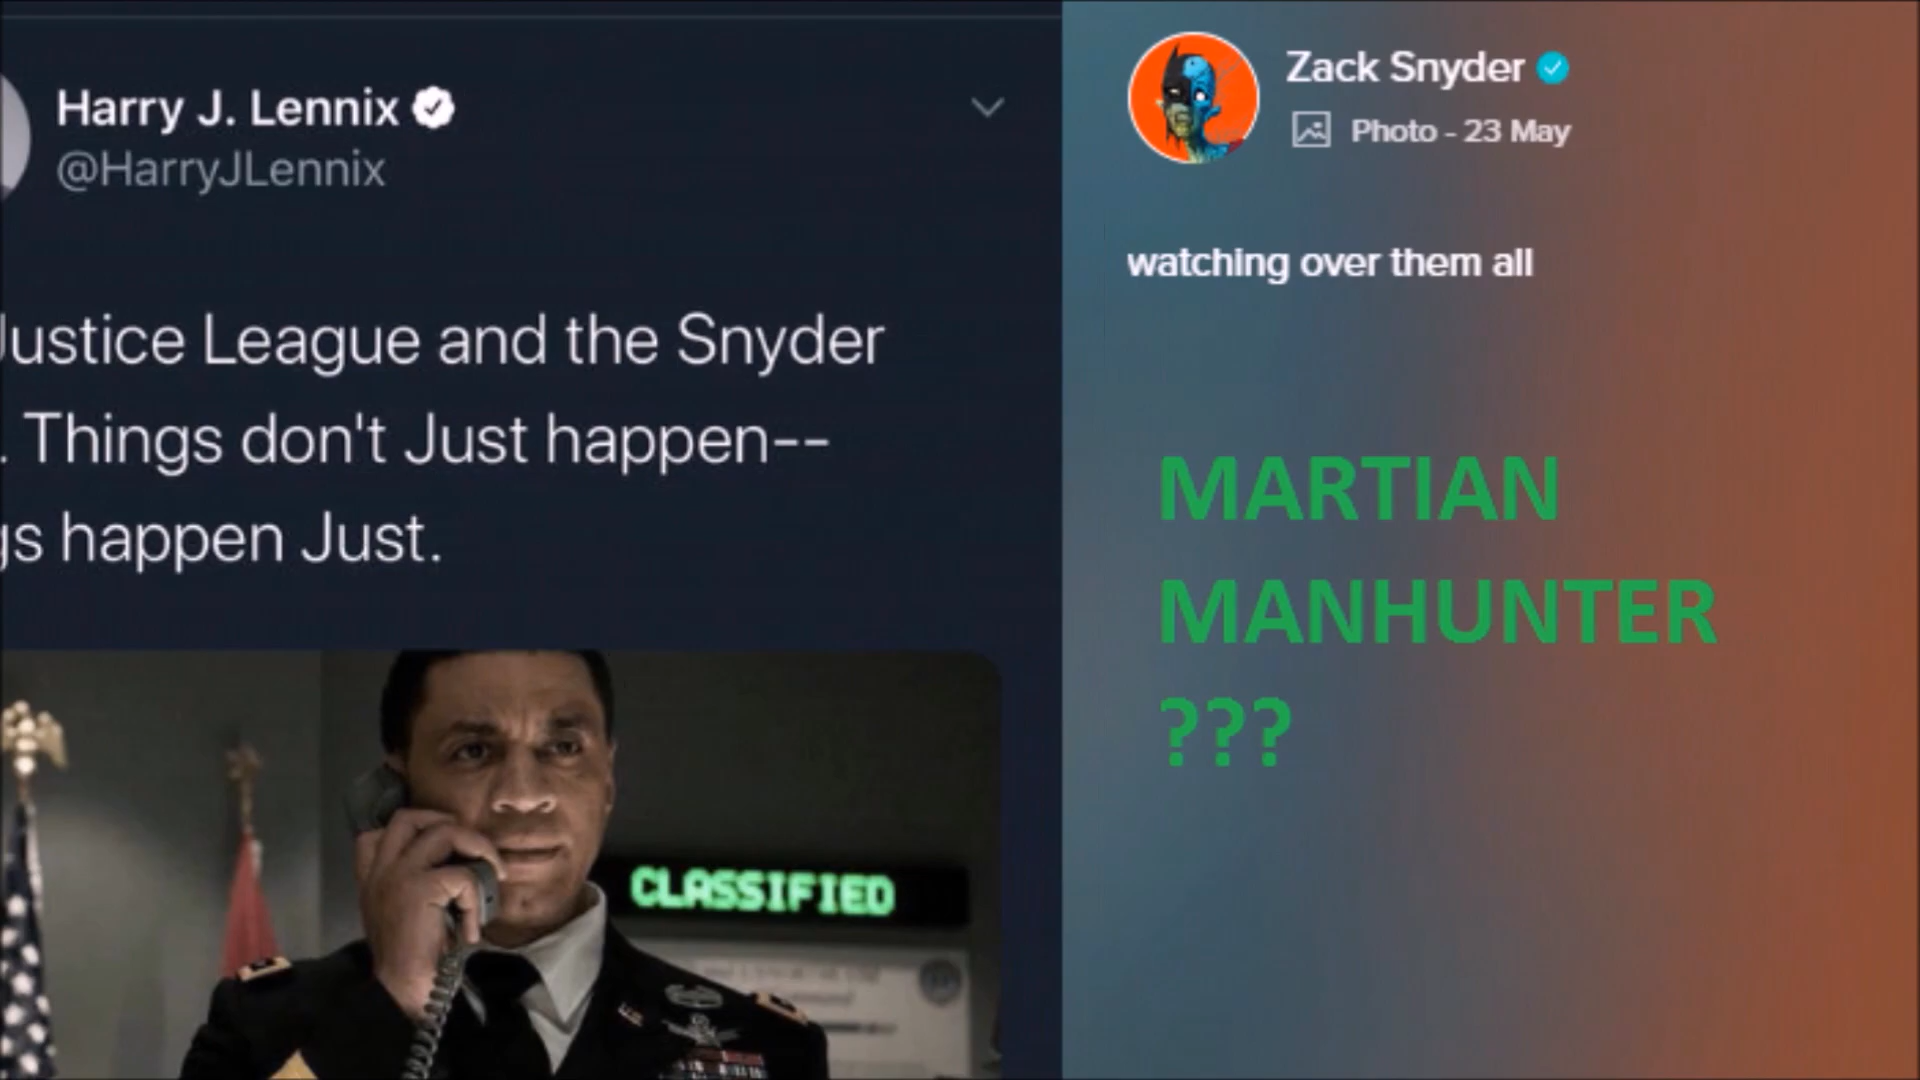 Harry J. Lennix
@HarryJLennix
Justice League and the Snyder
. Things don't Just happen--
gs happen Just.
CLASSIFIED
Zack Snyder
Photo - 23 May
watching over them all
MARTIAN
MANHUNTER
???